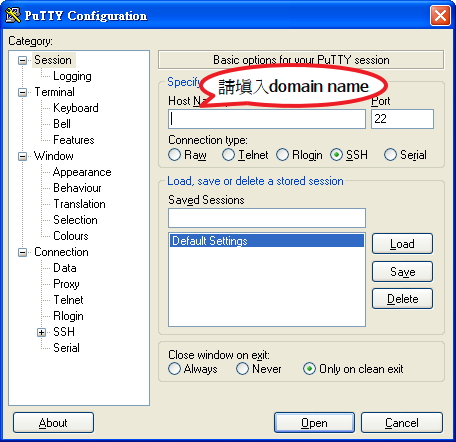 PuTTY Configuration
Category:
Session
Logging
Terminal
Keyboard
Bell
Features
Window
Appearance
Behaviour
Translation
Selection
Colours
Connection
Data
Proxy
Telnet
Rlogin
SSH
Serial
Basic options for your PuTTY session
Specify
請填入domain name
Host Port
22
Connection type:
Raw Telnet Rlogin SSH Serial
Load, save or delete a stored session
Saved Sessions
Default Settings
Load
Save
Delete
Close window on exit:
Always Never Only on clean exit
About Open Cancel